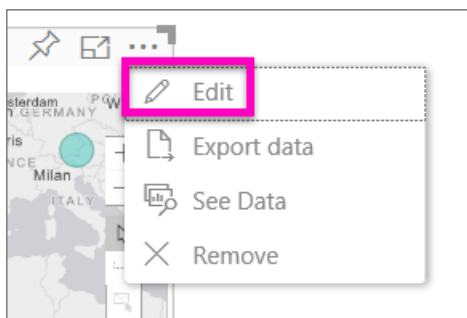 Edit
Export data
See Data
Remove
sterdam
GERMANY
ris
NCE
Milan
ITALY